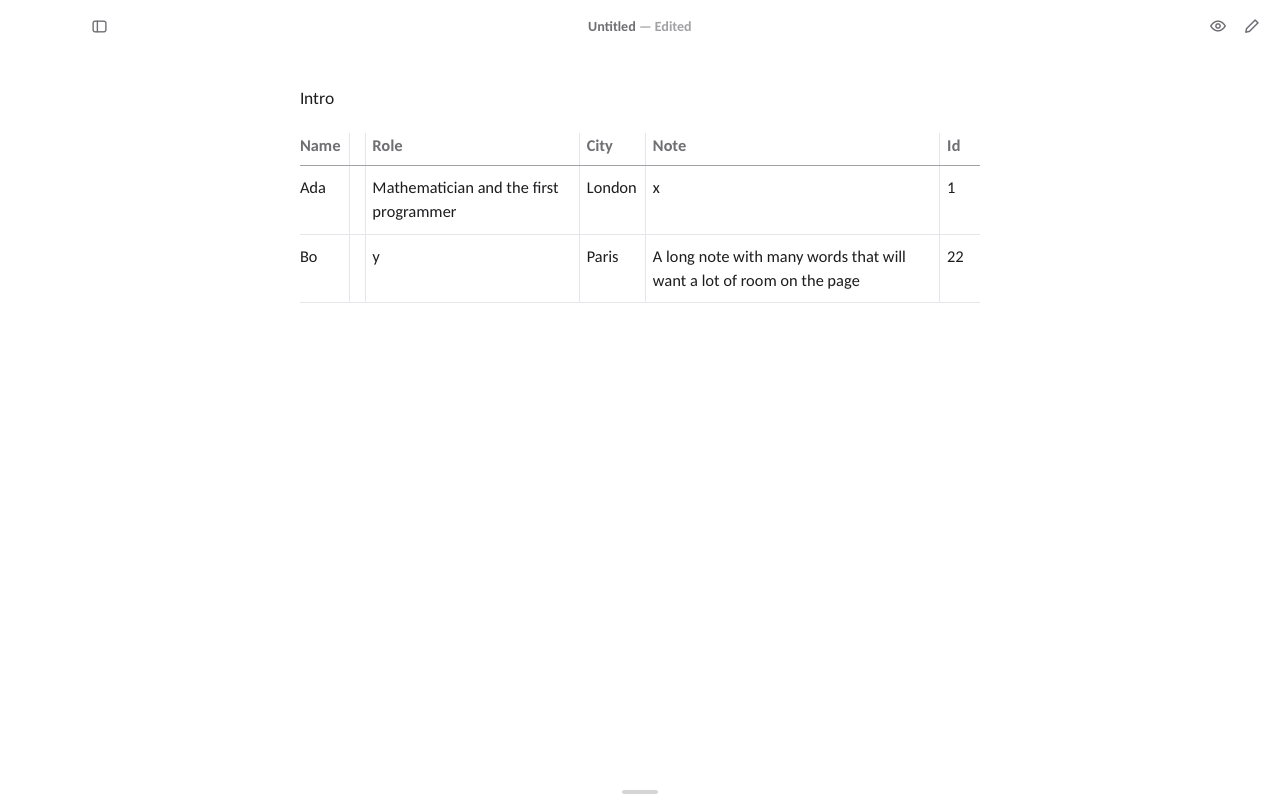 Untitled — Edited
Intro
Name Role City Note Id
Ada Mathematician and the first programmer London x 1
Bo y Paris A long note with many words that will want a lot of room on the page 22